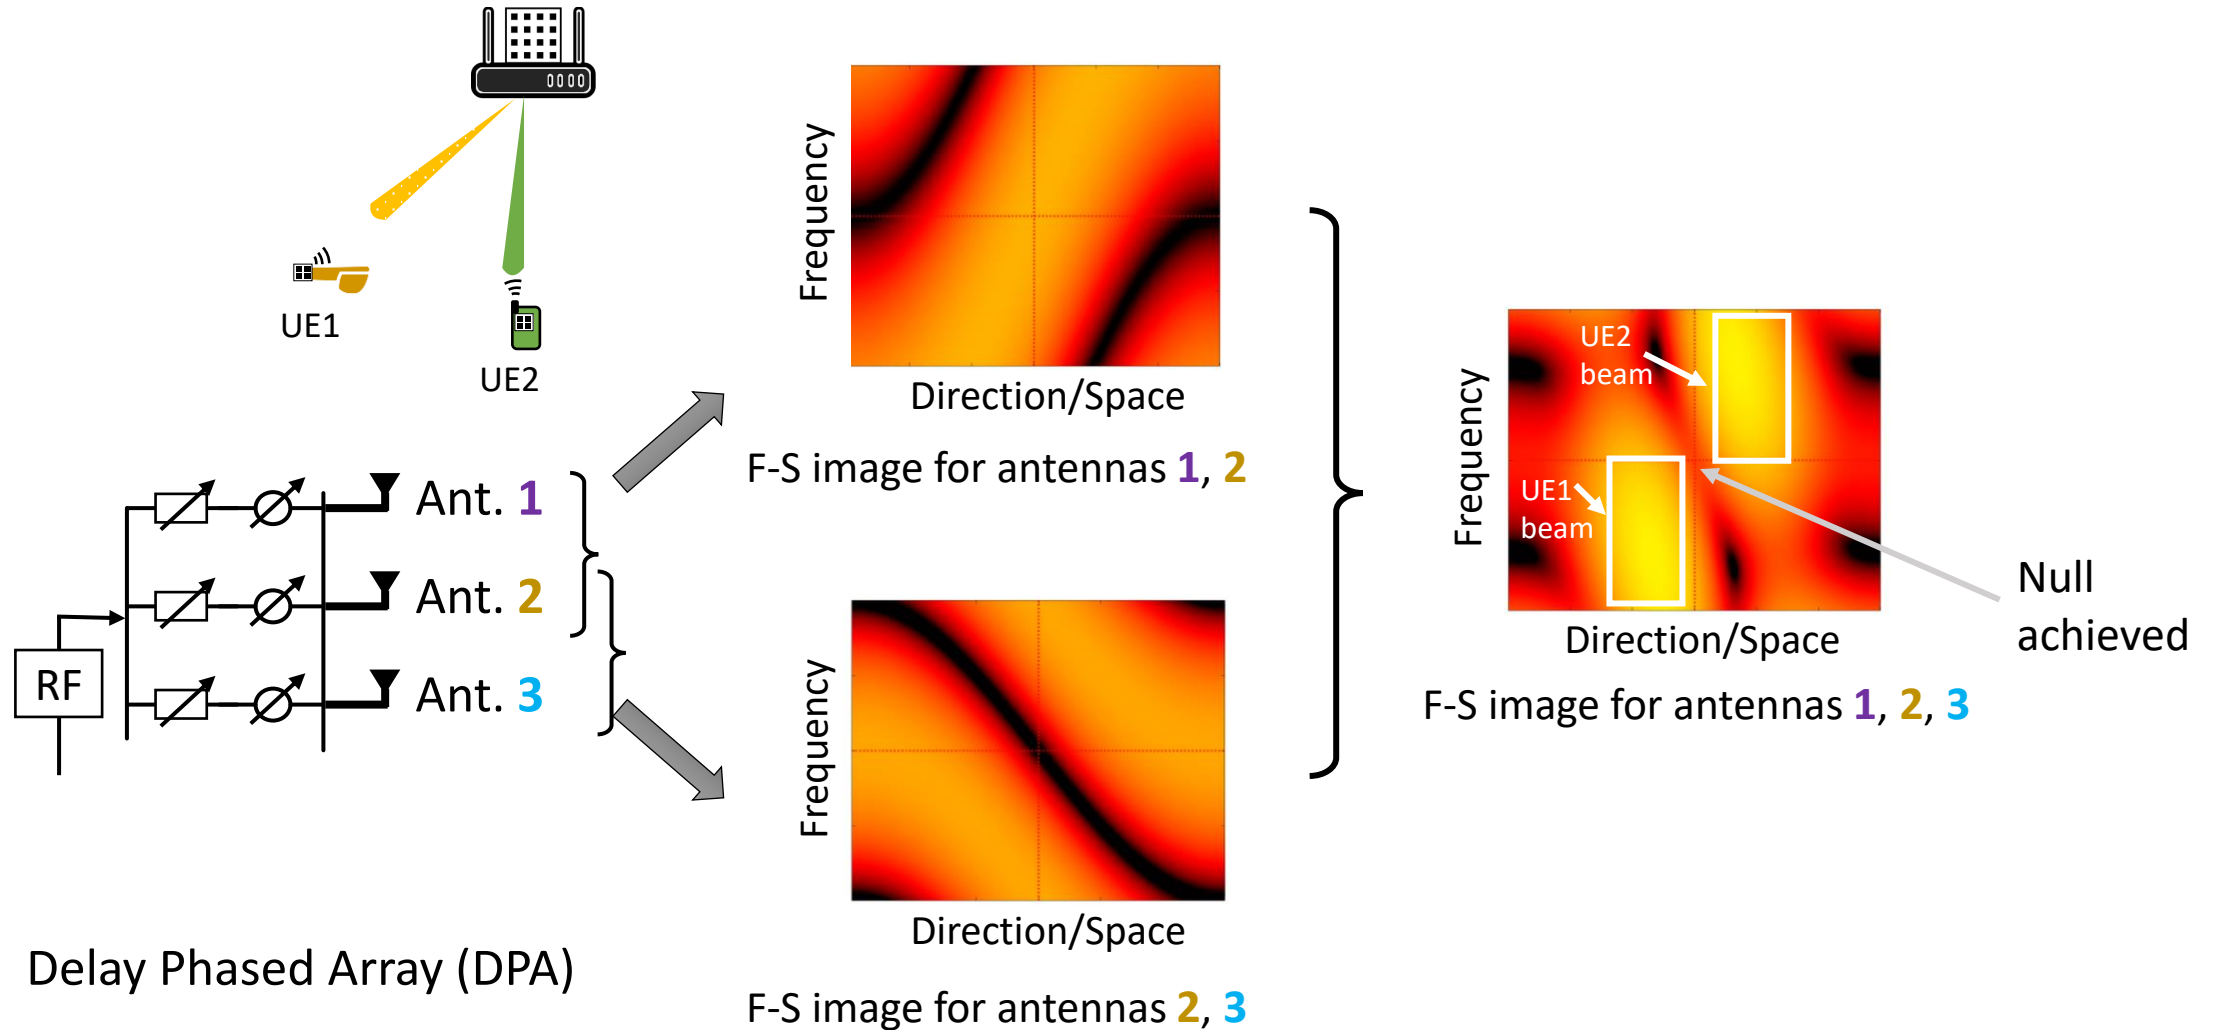 UE1
UE2
Ant. 1
Ant. 2
Ant. 3
RF
Delay Phased Array (DPA)
Frequency
Direction/Space
F-S image for antennas 1, 2
Frequency
Direction/Space
F-S image for antennas 2, 3
UE2
beam
UE1
beam
Frequency
Direction/Space
F-S image for antennas 1, 2, 3
Null
achieved